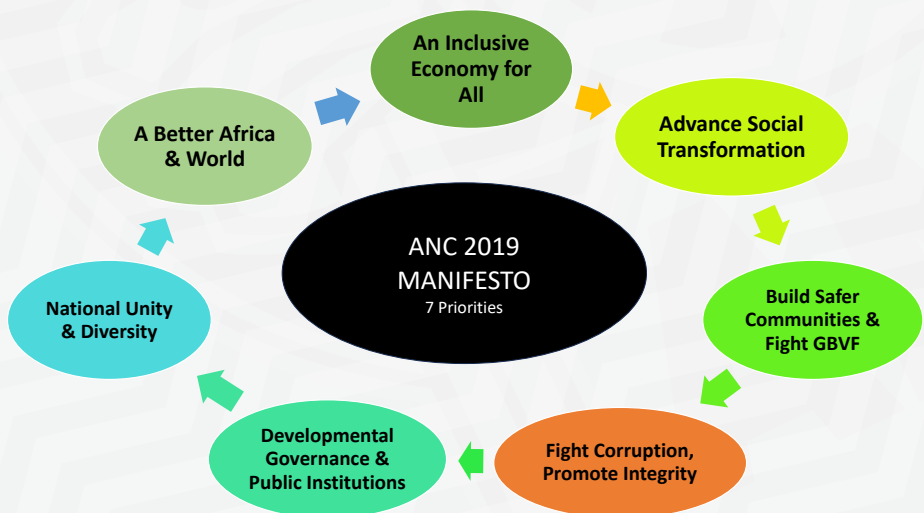 An Inclusive
Economy for
All
Advance Social
Transformation
Build Safer
Communities &
Fight GBVF
Fight Corruption,
Promote Integrity
Developmental
Governance &
Public Institutions
National Unity
& Diversity
A Better Africa
& World
ANC 2019
MANIFESTO
7 Priorities